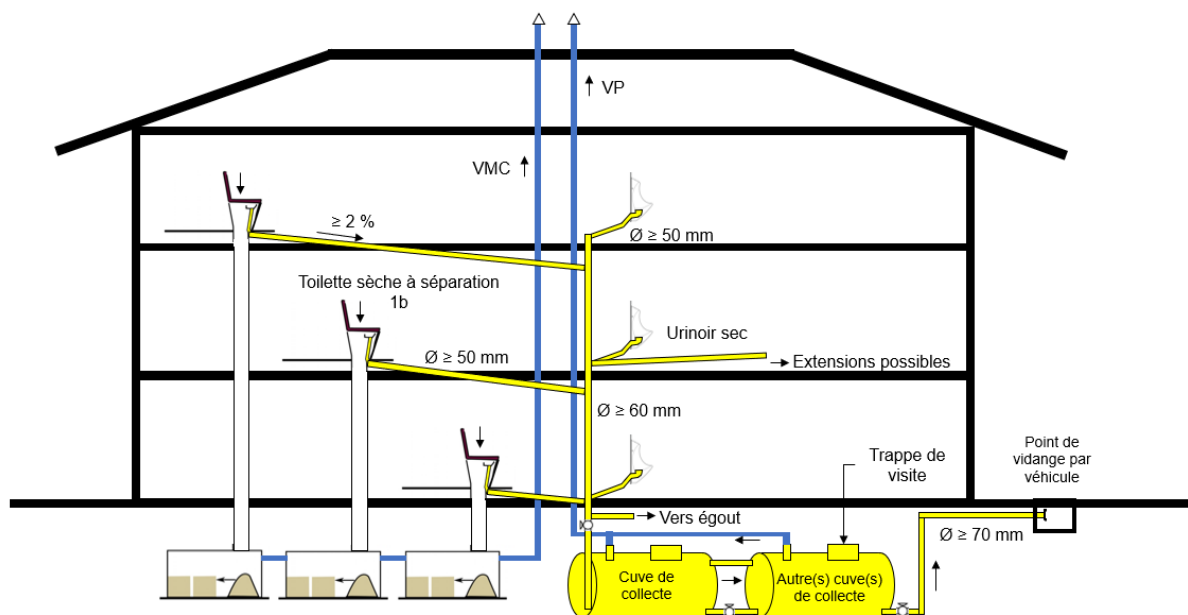 VP
VMC
≥ 2 %
Ø ≥ 50 mm
Toilette sèche à séparation
1b
Urinoir sec
Ø ≥ 50 mm
Extensions possibles
Ø ≥ 60 mm
Trappe de
visite
Point de
vidange par
véhicule
Vers égout
Ø ≥ 70 mm
Cuve de
collecte
Autre(s) cuve(s)
de collecte